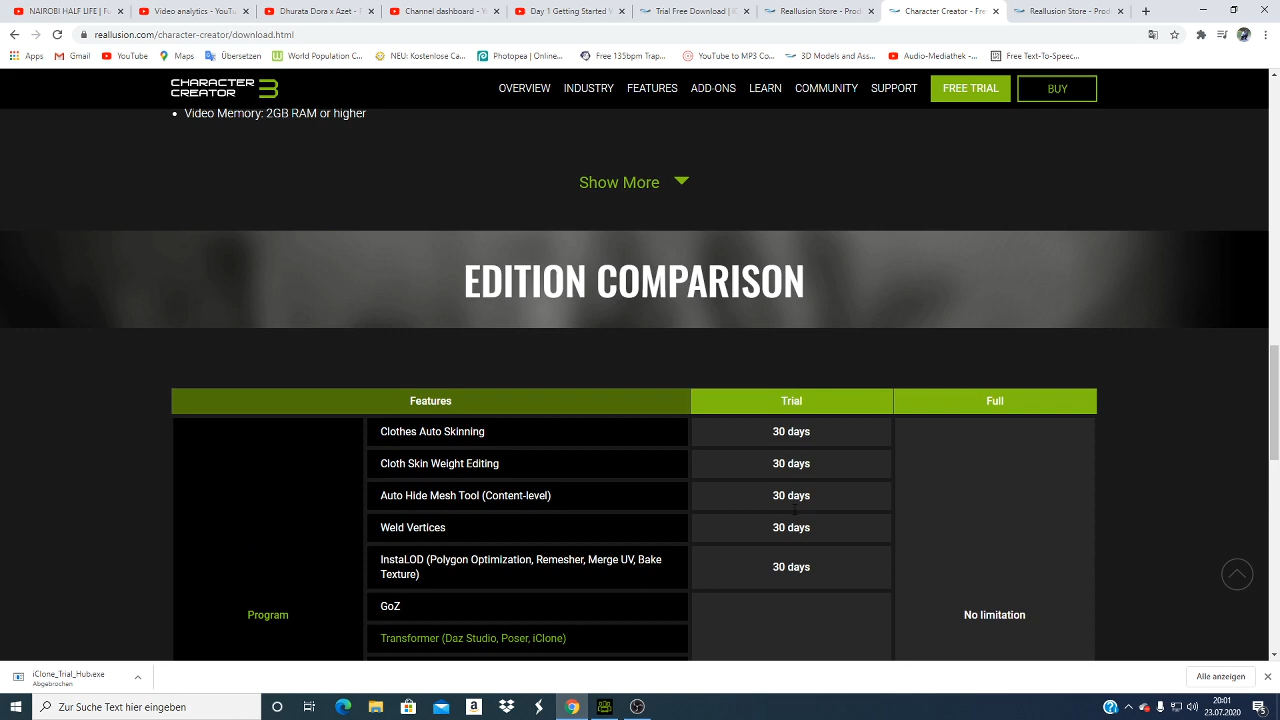 NAIROBI HALF LIFE | F
Video analytics - YouTu
Dhurata Dora x Azet - F
Channel dashboard - Yo
Day 1 Getting Started V
Trial Free Download | iC
Reallusion Store - Prod
Character Creator - Fre
Reallusion Store - Prod
reallusion.com/character-creator/download.html
Apps
Gmail
YouTube
Maps
Übersetzen
World Population C...
NEU: Kostenlose Ca...
Photopea | Online...
Free 135bpm Trap...
YouTube to MP3 Co...
3D Models and Ass...
Audio-Mediathek -...
Free Text-To-Speec...
CHARACTER CREATOR 3
OVERVIEW
INDUSTRY
FEATURES
ADD-ONS
LEARN
COMMUNITY
SUPPORT
FREE TRIAL
BUY
Video Memory: 2GB RAM or higher
Show More
EDITION COMPARISON
Features
Trial
Full
Clothes Auto Skinning
30 days
Cloth Skin Weight Editing
30 days
Auto Hide Mesh Tool (Content-level)
30 days
Weld Vertices
30 days
InstaLOD (Polygon Optimization, Remesher, Merge UV, Bake
Texture)
30 days
GoZ
Program
No limitation
Transformer (Daz Studio, Poser, iClone)
iClone_Trial_Hub.exe
Abgebrochen
Alle anzeigen
Zur Suche Text hier eingeben
20:01
23.07.2020